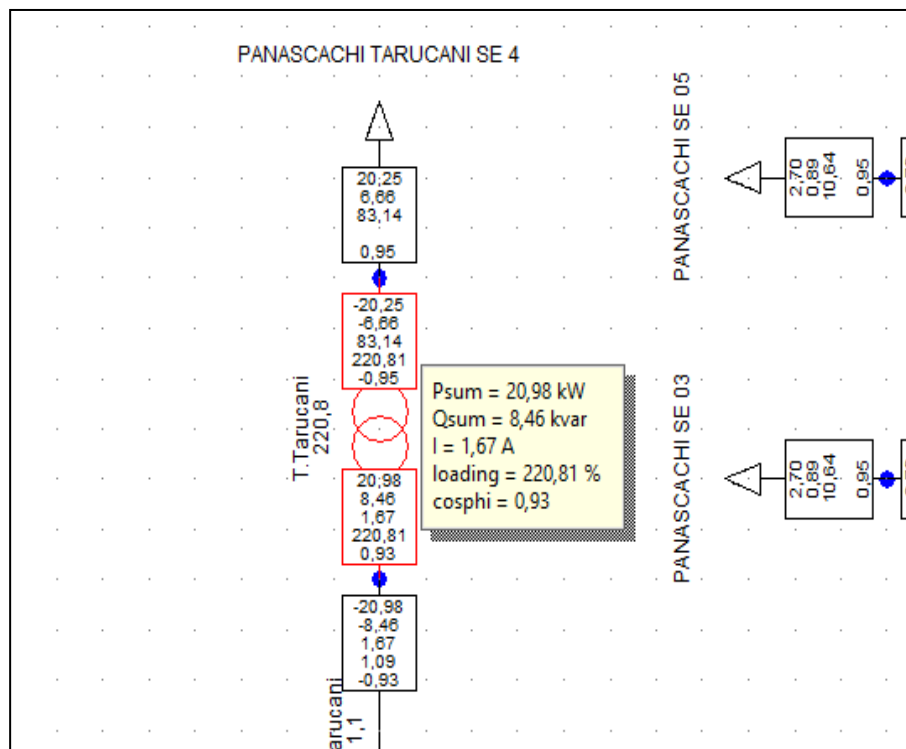 PANASCACHI TARUCANI SE 4
20,25
6,66
83,14
0,95
-20,25
-6,66
83,14
220,81
-0,95
T.Tarucani
220,8
20,98
8,46
1,67
220,81
0,93
Psum = 20,98 kW
Qsum = 8,46 kvar
I = 1,67 A
loading = 220,81 %
cosphi = 0,93
-20,98
-8,46
1,67
1,09
-0,93
arucani
1,1
PANASCACHI SE 05
2,70
0,89
10,64
0,95
PANASCACHI SE 03
2,70
0,89
10,64
0,95